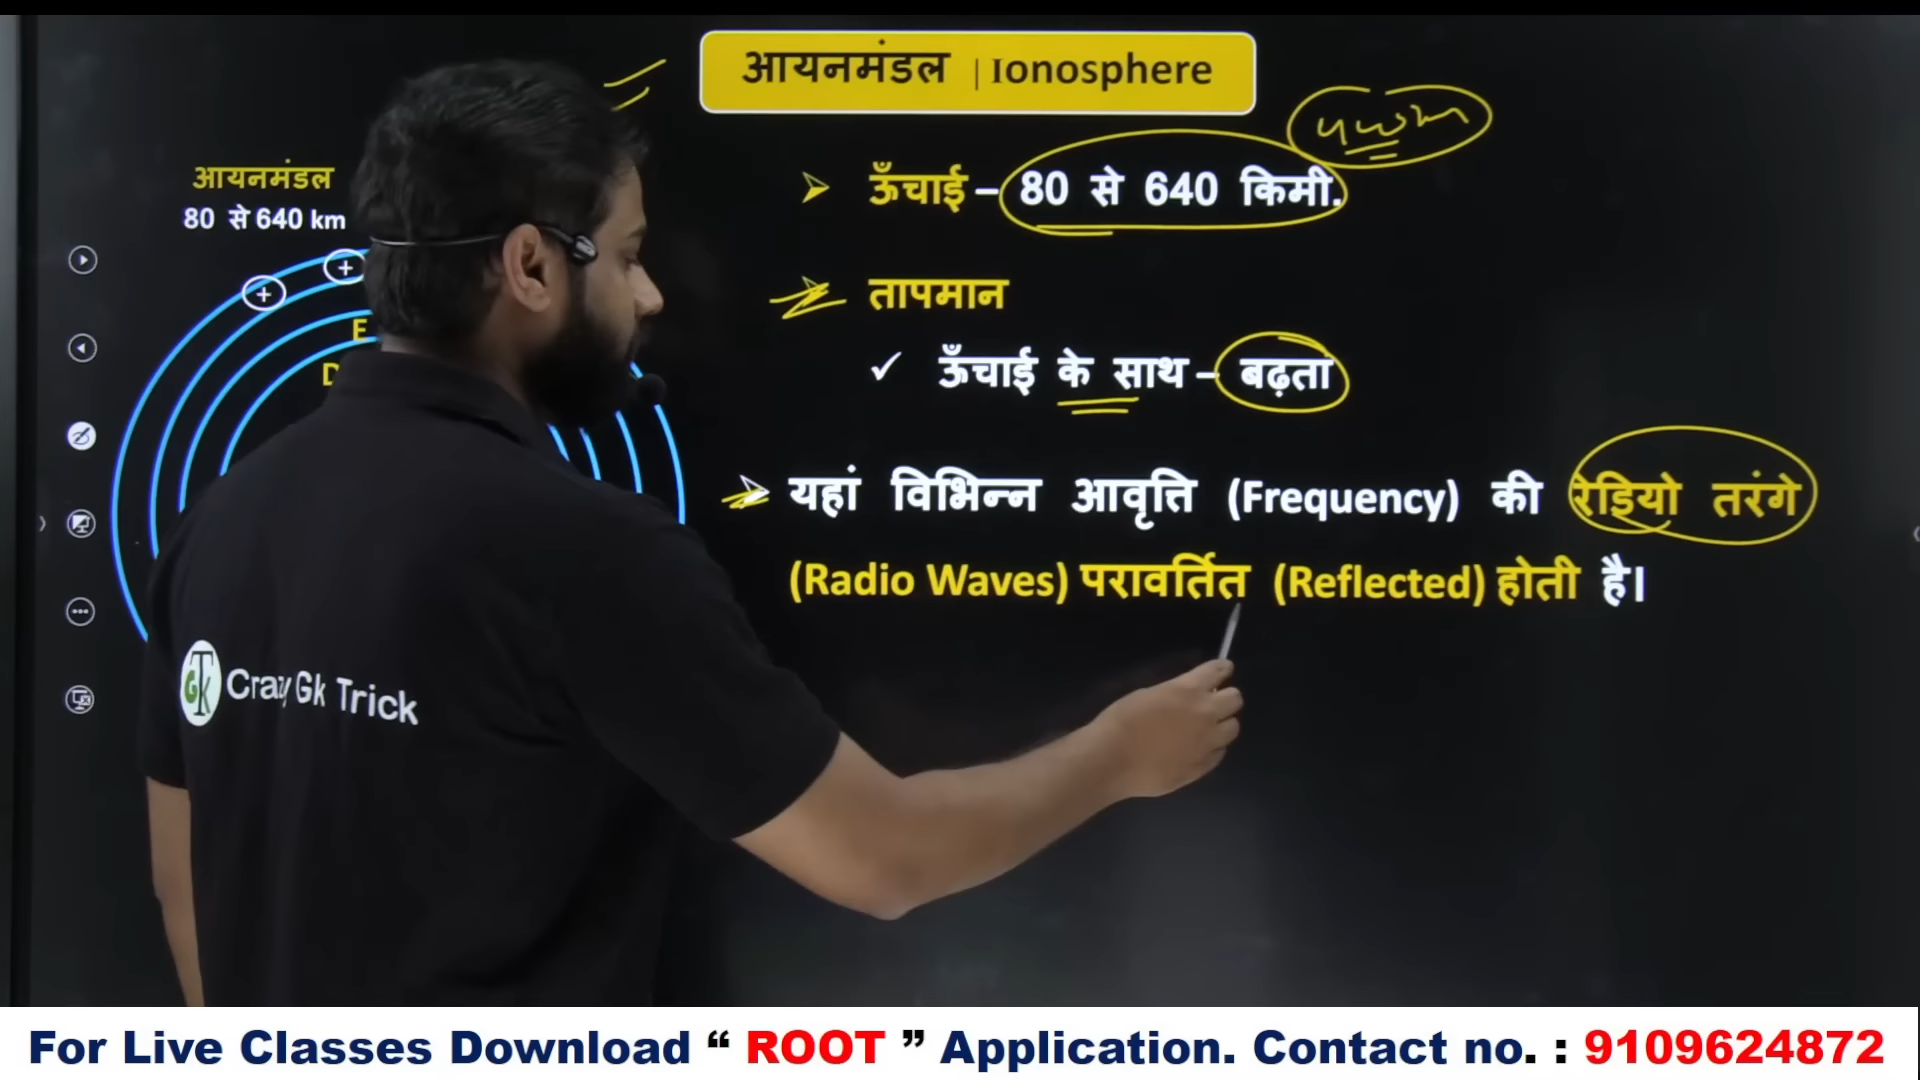 आयनमंडल | Ionosphere
➢ ऊँचाई – 80 से 640 किमी.
आयनमंडल
80 से 640 km
➢ तापमान
✓ ऊँचाई के साथ – बढ़ता
+
+
E
D
➢ यहां विभिन्न आवृत्ति (Frequency) की रेडियो तरंगे
(Radio Waves) परावर्तित (Reflected) होती है।
GTK Crazy Gk Trick
For Live Classes Download “ ROOT ” Application. Contact no. : 9109624872